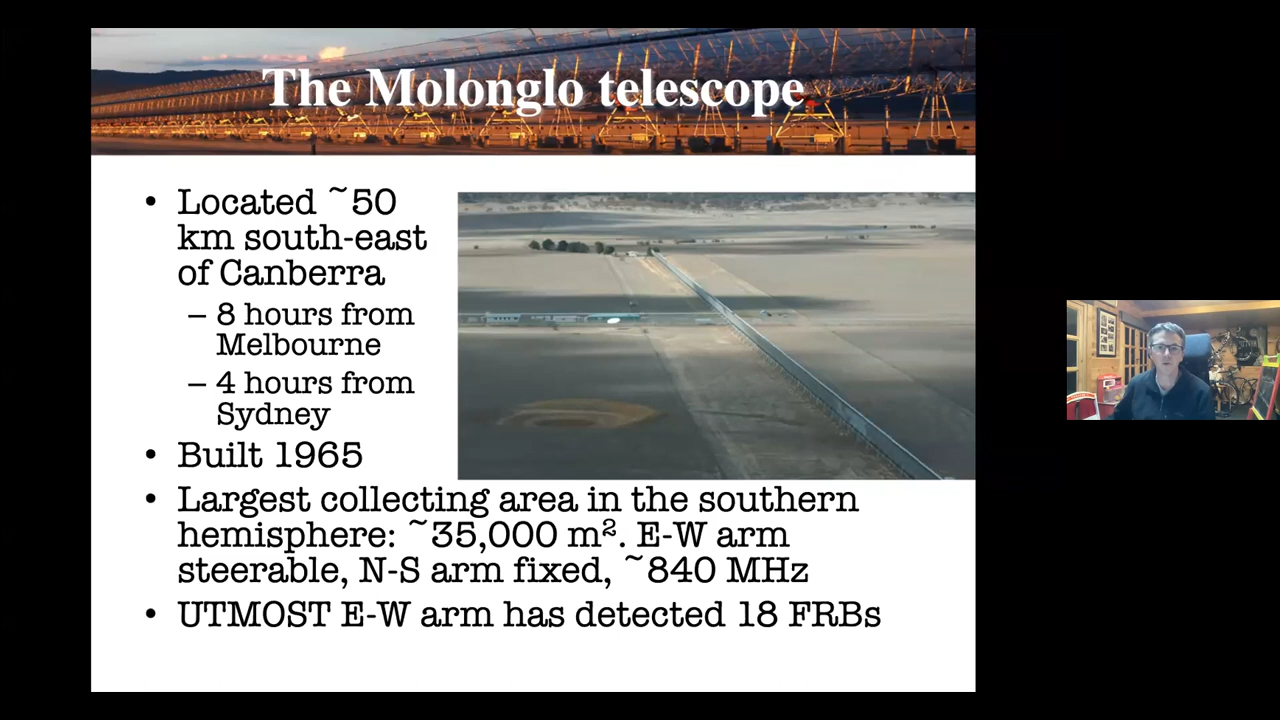 The Molonglo telescope
• Located ~50
km south-east
of Canberra
– 8 hours from
Melbourne
– 4 hours from
Sydney
• Built 1965
• Largest collecting area in the southern
hemisphere: ~35,000 m². E-W arm
steerable, N-S arm fixed, ~840 MHz
• UTMOST E-W arm has detected 18 FRBs